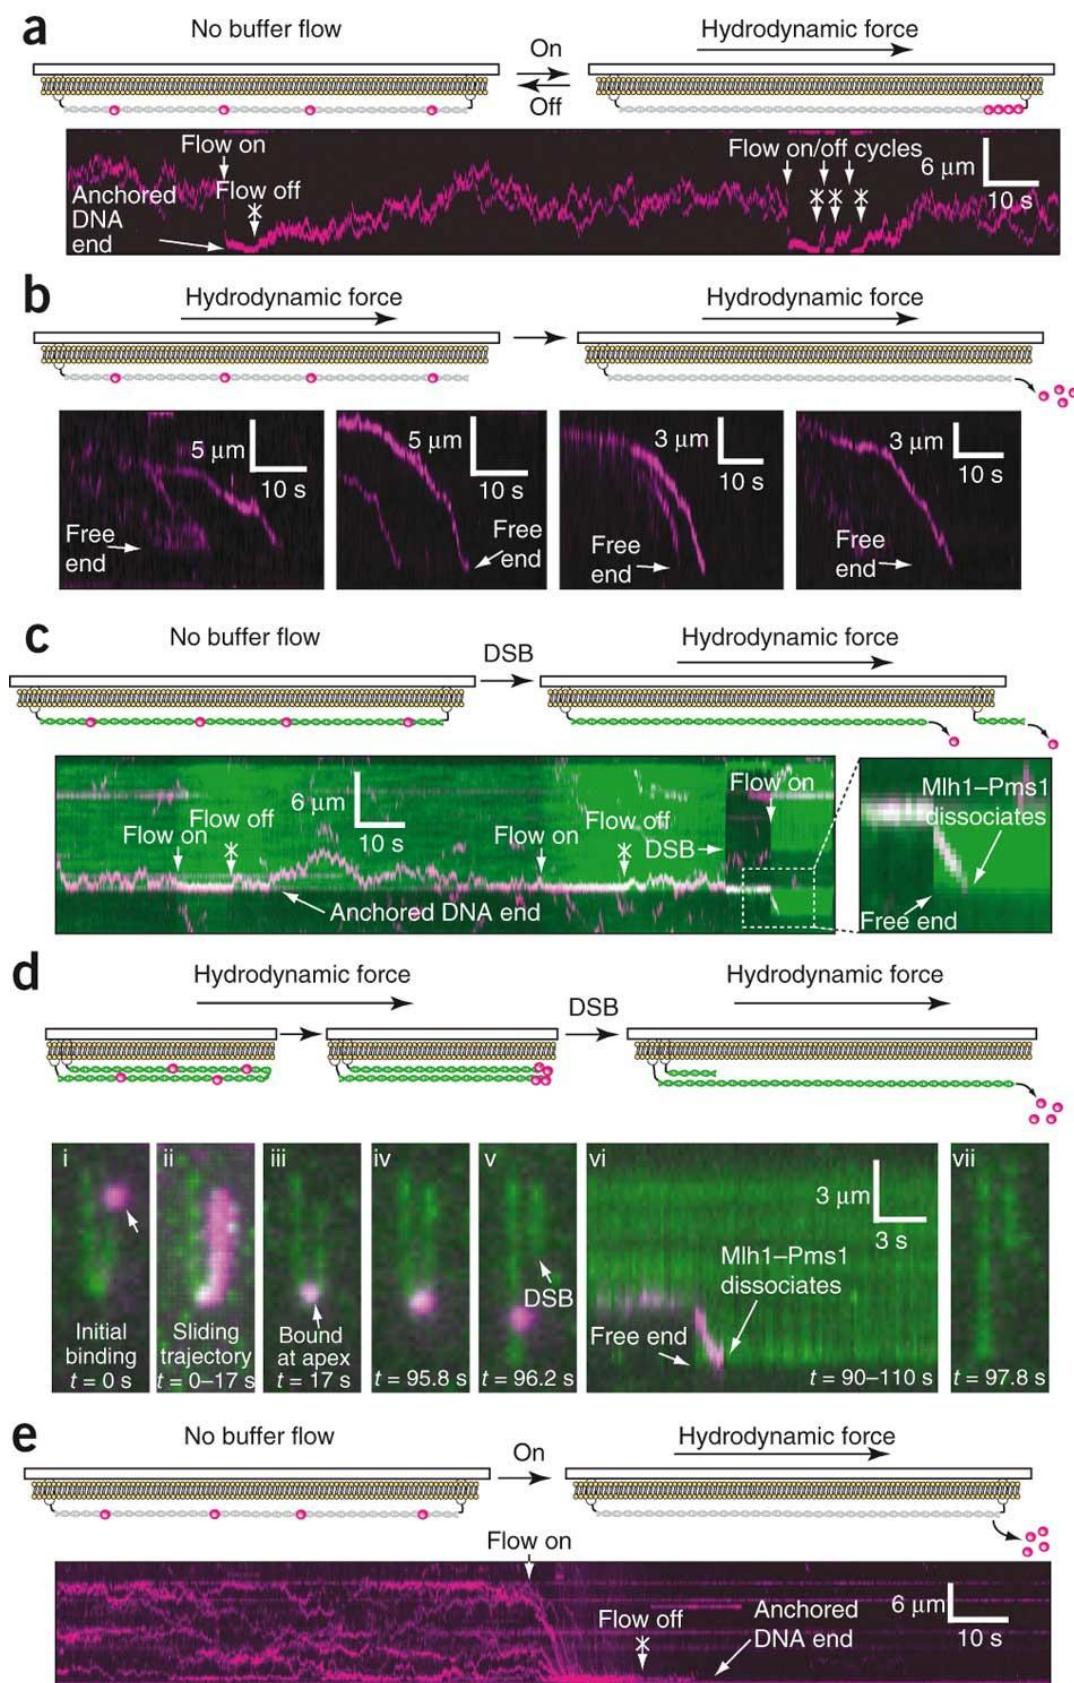 a
No buffer flow
Hydrodynamic force
On
Off
Flow on
Flow off
Anchored
DNA
end
Flow on/off cycles
6 μm
10 s
b
Hydrodynamic force
Hydrodynamic force
5 μm
10 s
Free
end
5 μm
10 s
Free
end
3 μm
10 s
Free
end
3 μm
10 s
Free
end
c
No buffer flow
DSB
Hydrodynamic force
Flow on
Flow off
6 μm
10 s
Anchored DNA end
Flow on
Flow off
DSB
Flow on
Mlh1–Pms1
dissociates
Free end
d
Hydrodynamic force
DSB
Hydrodynamic force
i
Initial
binding
t = 0 s
ii
Sliding
trajectory
t = 0–17 s
iii
Bound
at apex
t = 17 s
iv
t = 95.8 s
v
DSB
t = 96.2 s
vi
3 μm
3 s
Mlh1–Pms1
dissociates
Free end
t = 90–110 s
vii
t = 97.8 s
e
No buffer flow
On
Hydrodynamic force
Flow on
Flow off
Anchored
DNA end
6 μm
10 s